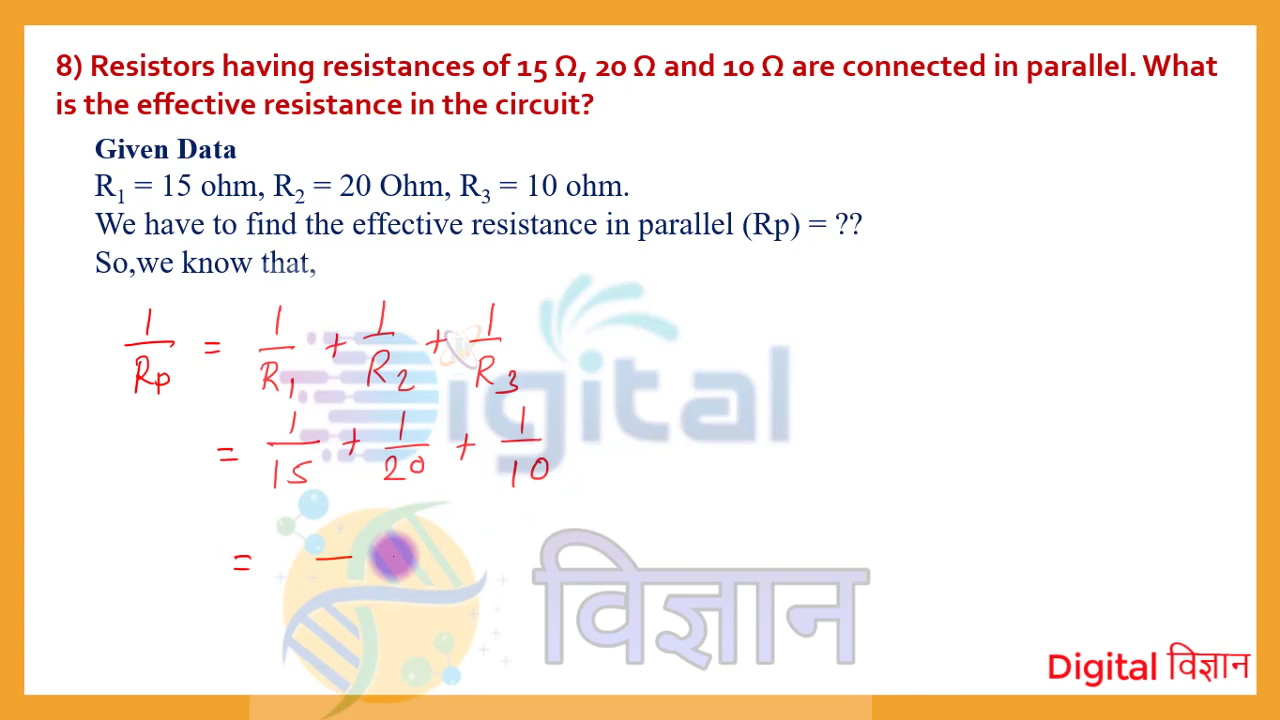 8) Resistors having resistances of 15 Ω, 20 Ω and 10 Ω are connected in parallel. What
is the effective resistance in the circuit?
Given Data
R₁ = 15 ohm, R₂ = 20 Ohm, R₃ = 10 ohm.
We have to find the effective resistance in parallel (Rp) = ??
So,we know that,
1/Rp = 1/R₁ + 1/R₂ + 1/R₃
= 1/15 + 1/20 + 1/10
= —
Digital
विज्ञान
Digital विज्ञान